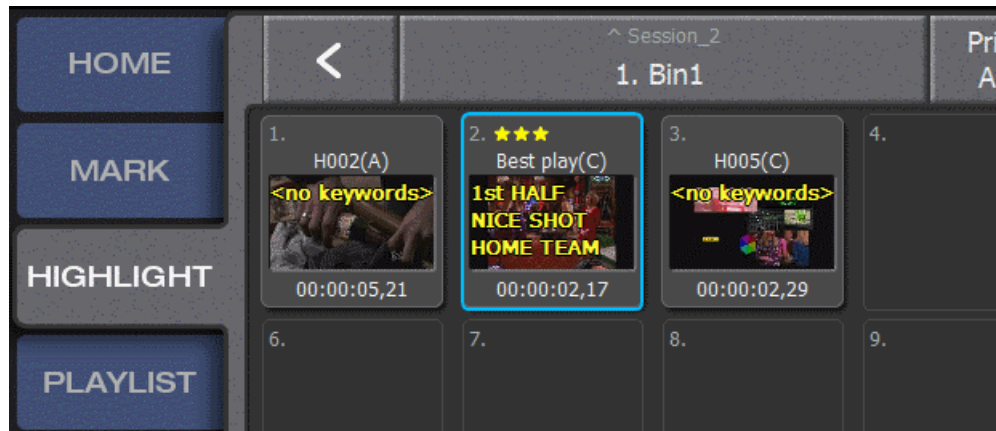 HOME
MARK
HIGHLIGHT
PLAYLIST
<
^ Session_2
1. Bin1
Pri
A
1.
H002(A)
<no keywords>
00:00:05,21
2. ★★★
Best play(C)
1st HALF
NICE SHOT
HOME TEAM
00:00:02,17
3.
H005(C)
<no keywords>
00:00:02,29
4.
6.
7.
8.
9.